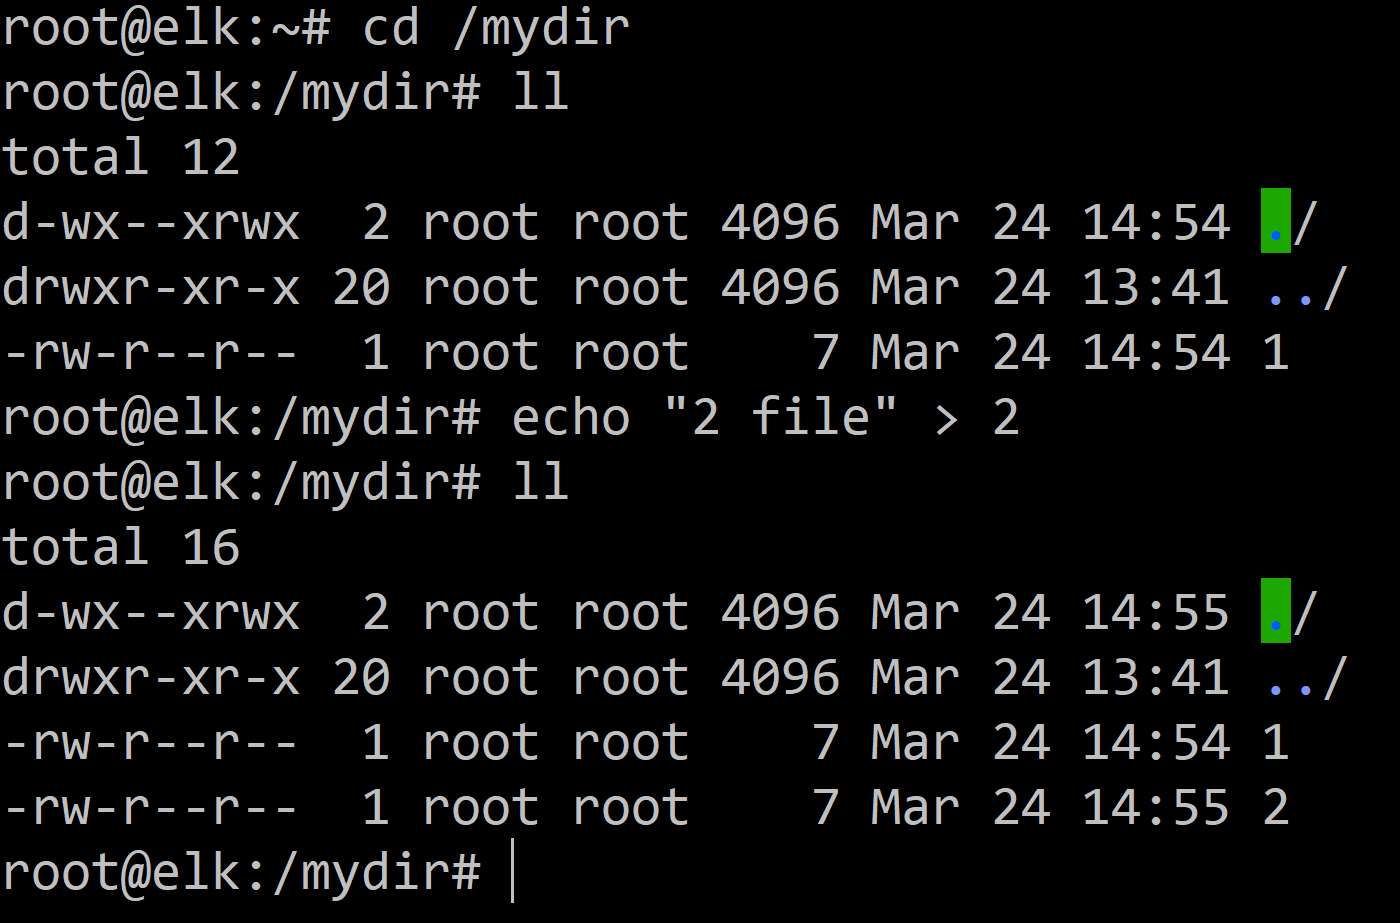 root@elk:~# cd /mydir
root@elk:/mydir# ll
total 12
d-wx--xrwx  2 root root 4096 Mar 24 14:54 ./
drwxr-xr-x 20 root root 4096 Mar 24 13:41 ../
-rw-r--r--  1 root root    7 Mar 24 14:54 1
root@elk:/mydir# echo "2 file" > 2
root@elk:/mydir# ll
total 16
d-wx--xrwx  2 root root 4096 Mar 24 14:55 ./
drwxr-xr-x 20 root root 4096 Mar 24 13:41 ../
-rw-r--r--  1 root root    7 Mar 24 14:54 1
-rw-r--r--  1 root root    7 Mar 24 14:55 2
root@elk:/mydir#